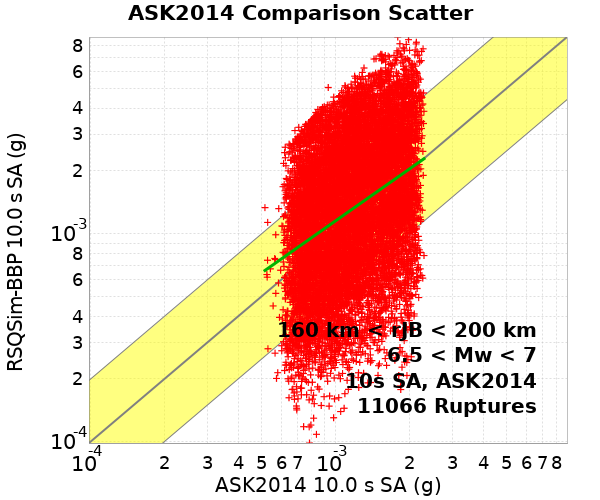 ASK2014 Comparison Scatter
RSQSim-BBP 10.0 s SA (g)
8
6
4
3
2
10-3
8
6
4
3
2
10-4
160 km < rJB < 200 km
6.5 < Mw < 7
10s SA, ASK2014
11066 Ruptures
10-4 2 3 4 5 6 7 10-3 2 3 4 5 6 7 8
ASK2014 10.0 s SA (g)